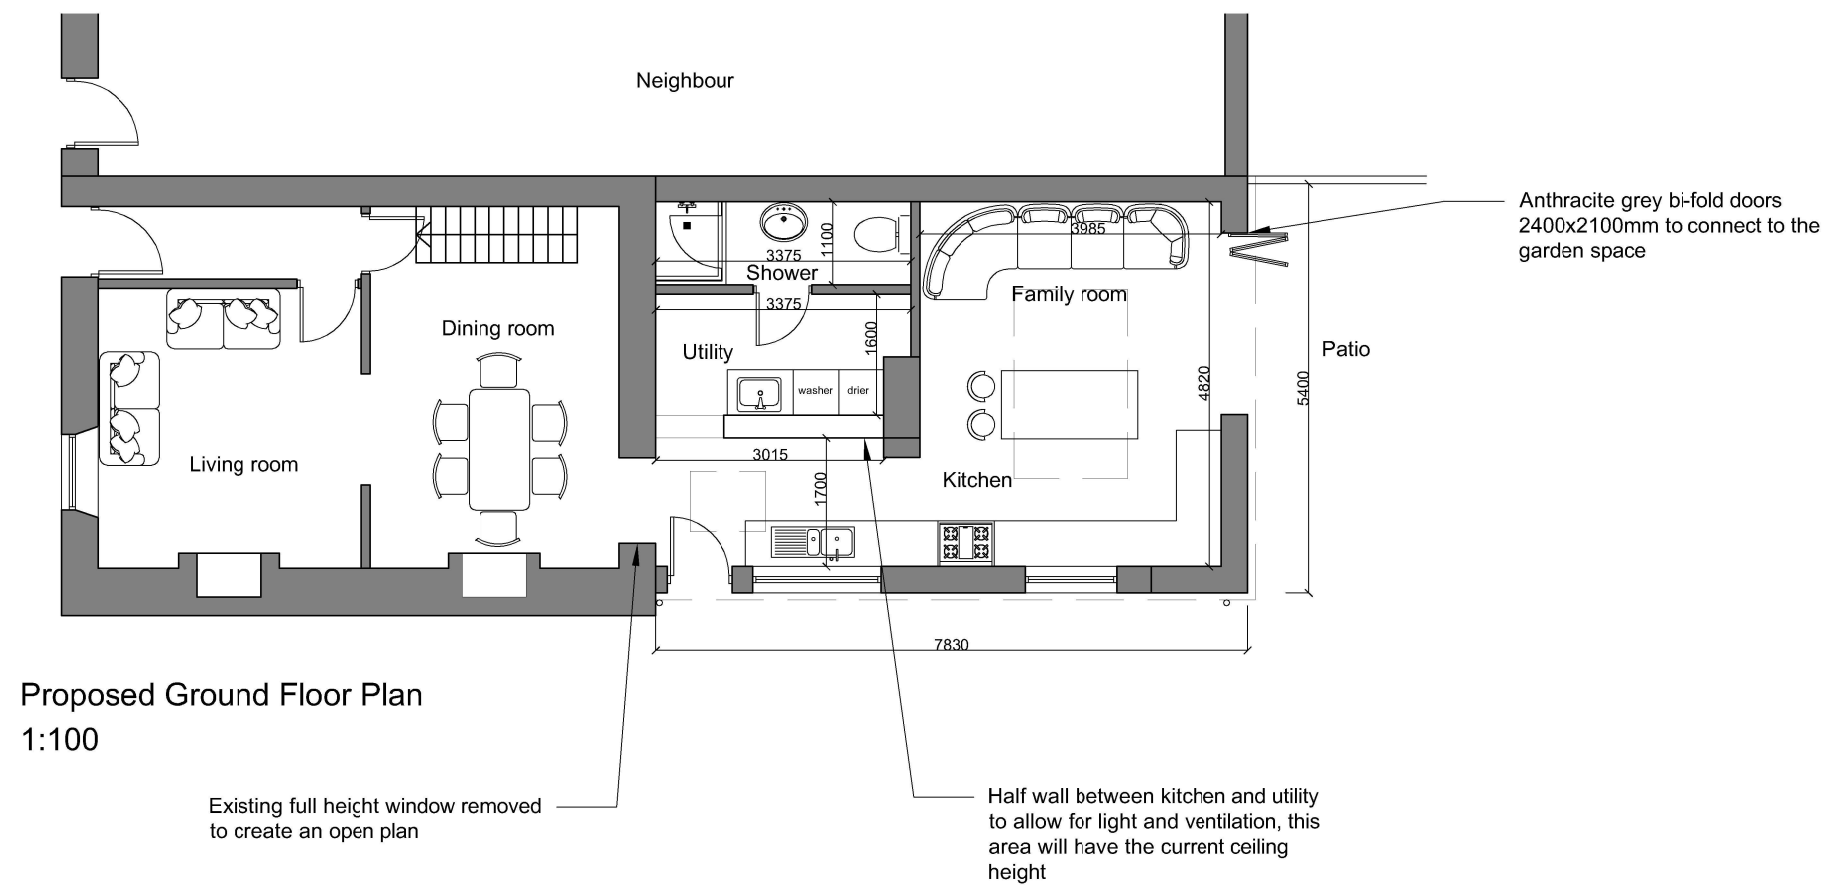 Neighbour
Anthracite grey bi-fold doors
2400x2100mm to connect to the
garden space
1100
3985
3375
Shower
3375
Family room
Dining room
Utility
1600
Patio
washer
drier
4820
5400
3015
Living room
Kitchen
1700
7830
Proposed Ground Floor Plan
1:100
Existing full height window removed
to create an open plan
Half wall between kitchen and utility
to allow for light and ventilation, this
area will have the current ceiling
height